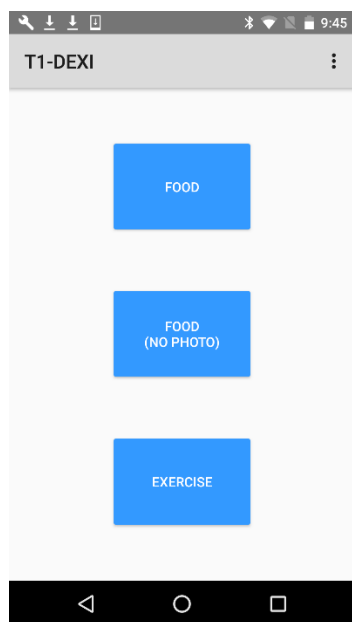 9:45
T1-DEXI
FOOD
FOOD
(NO PHOTO)
EXERCISE